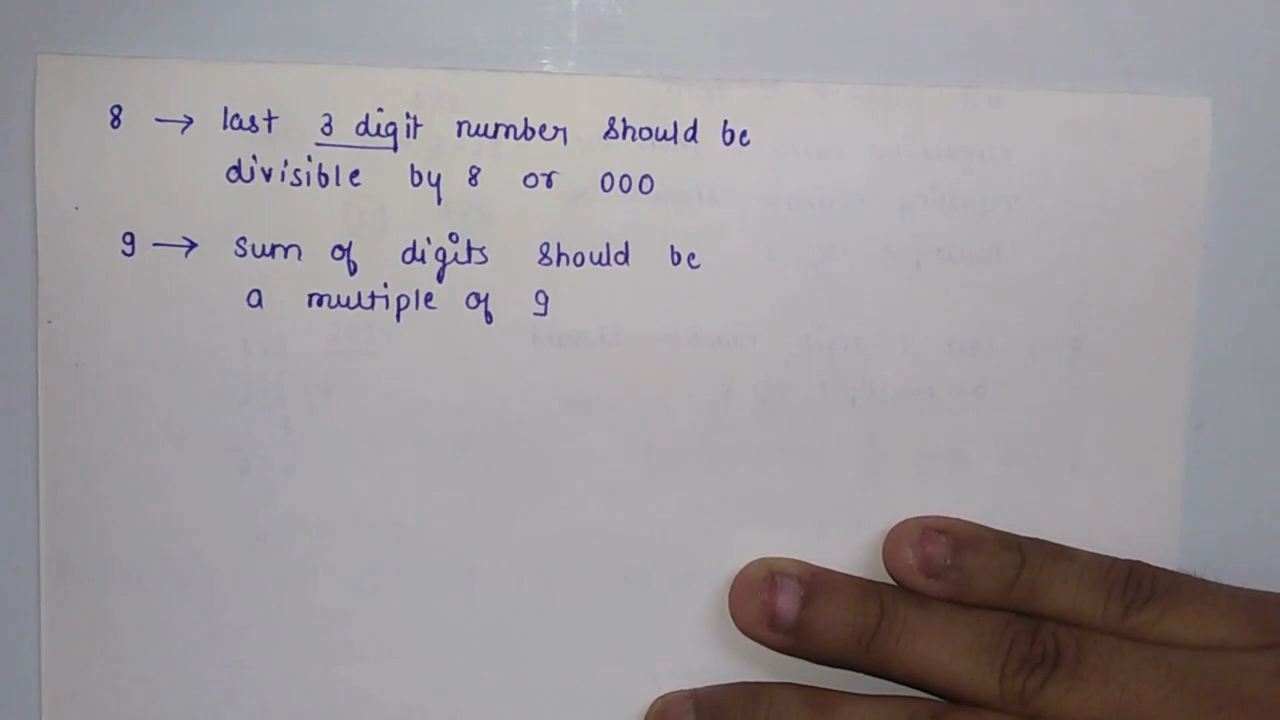 8 → last 3 digit number should be
divisible by 8 or 000
9 → sum of digits should be
a multiple of 9